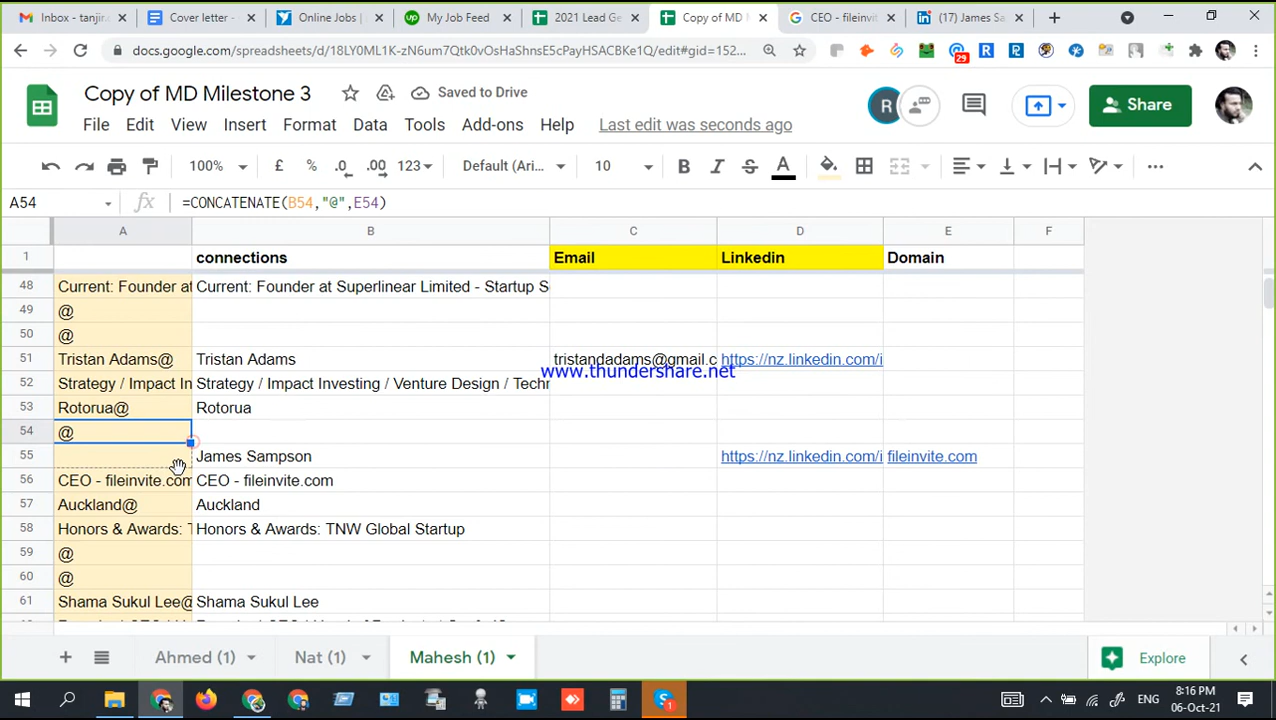 Inbox - tanjir.c
Cover letter -
Online Jobs |
My Job Feed
2021 Lead Ge
Copy of MD M
CEO - fileinvite
(17) James Sa
docs.google.com/spreadsheets/d/18LY0ML1K-zN6um7Qtk0vOsHaShnsE5cPayHSACBKe1Q/edit#gid=152...
29
Copy of MD Milestone 3
Saved to Drive
R
Share
File Edit View Insert Format Data Tools Add-ons Help Last edit was seconds ago
100% £ % .0 .00 123 Default (Ari... 10 B I S A
A54 fx =CONCATENATE(B54,"@",E54)
A B C D E F
1 connections Email Linkedin Domain
48 Current: Founder at Current: Founder at Superlinear Limited - Startup S
49 @
50 @
51 Tristan Adams@ Tristan Adams tristandadams@gmail.c https://nz.linkedin.com/i
www.thundershare.net
52 Strategy / Impact In Strategy / Impact Investing / Venture Design / Techn
53 Rotorua@ Rotorua
54 @
55 James Sampson https://nz.linkedin.com/i fileinvite.com
56 CEO - fileinvite.com CEO - fileinvite.com
57 Auckland@ Auckland
58 Honors & Awards: T Honors & Awards: TNW Global Startup
59 @
60 @
61 Shama Sukul Lee@ Shama Sukul Lee
Ahmed (1) Nat (1) Mahesh (1) Explore
ENG
8:16 PM
06-Oct-21